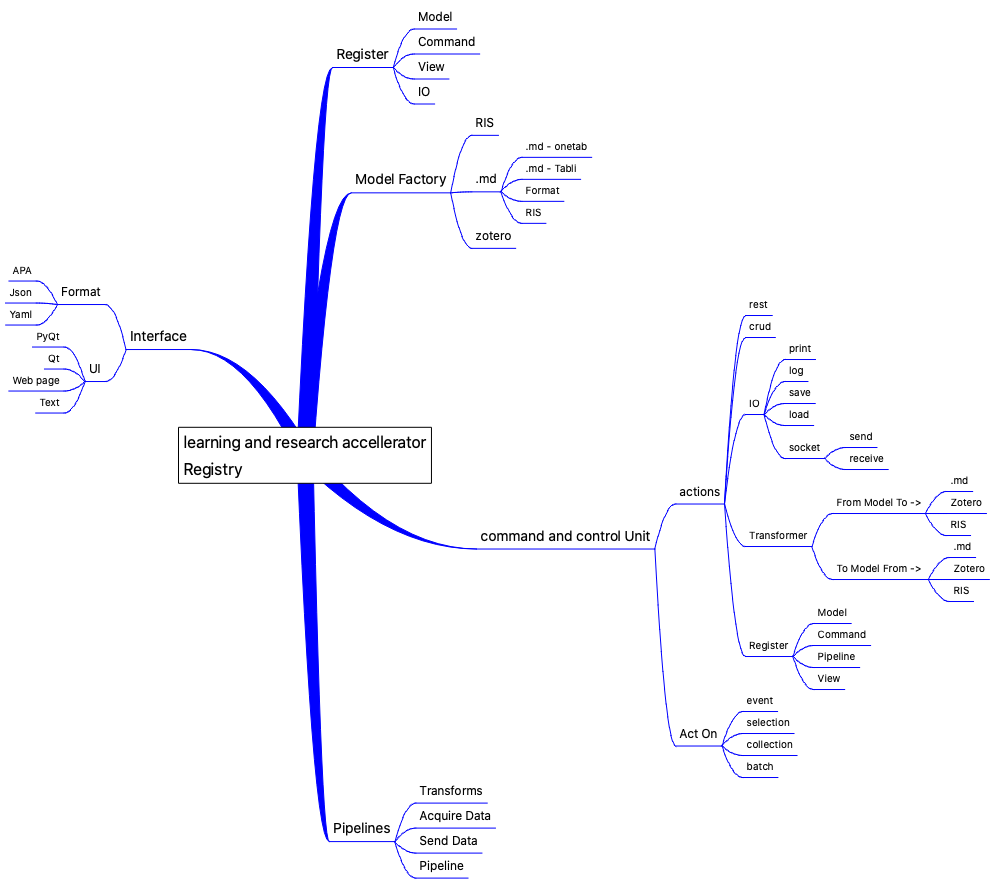 Model
Command
Register
View
IO
RIS
.md - onetab
.md - Tabli
Model Factory
.md
Format
RIS
zotero
APA
Json
Format
Yaml
PyQt
Interface
Qt
UI
Web page
Text
learning and research accellerator
Registry
command and control Unit
actions
rest
crud
IO
print
log
save
load
socket
send
receive
Transformer
From Model To ->
.md
Zotero
RIS
To Model From ->
.md
Zotero
RIS
Register
Model
Command
Pipeline
View
Act On
event
selection
collection
batch
Pipelines
Transforms
Acquire Data
Send Data
Pipeline